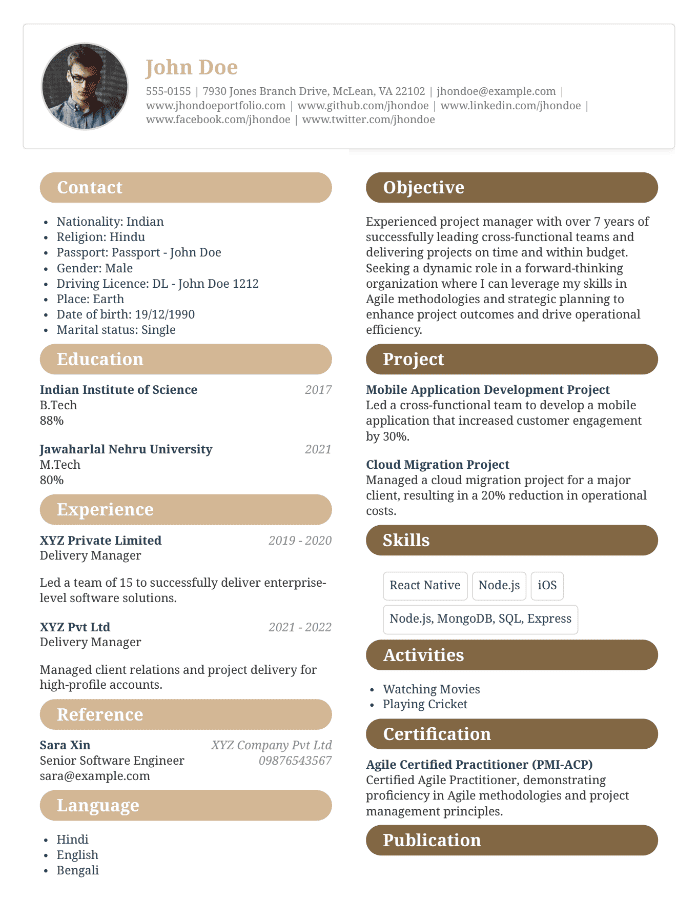 John Doe
555-0155 | 7930 Jones Branch Drive, McLean, VA 22102 | jhondoe@example.com |
www.jhondoeportfolio.com | www.github.com/jhondoe | www.linkedin.com/jhondoe |
www.facebook.com/jhondoe | www.twitter.com/jhondoe
Contact
• Nationality: Indian
• Religion: Hindu
• Passport: Passport - John Doe
• Gender: Male
• Driving Licence: DL - John Doe 1212
• Place: Earth
• Date of birth: 19/12/1990
• Marital status: Single
Education
Indian Institute of Science 2017
B.Tech
88%
Jawaharlal Nehru University 2021
M.Tech
80%
Experience
XYZ Private Limited 2019 - 2020
Delivery Manager
Led a team of 15 to successfully deliver enterprise-
level software solutions.
XYZ Pvt Ltd 2021 - 2022
Delivery Manager
Managed client relations and project delivery for
high-profile accounts.
Reference
Sara Xin XYZ Company Pvt Ltd
Senior Software Engineer 09876543567
sara@example.com
Language
• Hindi
• English
• Bengali
Objective
Experienced project manager with over 7 years of
successfully leading cross-functional teams and
delivering projects on time and within budget.
Seeking a dynamic role in a forward-thinking
organization where I can leverage my skills in
Agile methodologies and strategic planning to
enhance project outcomes and drive operational
efficiency.
Project
Mobile Application Development Project
Led a cross-functional team to develop a mobile
application that increased customer engagement
by 30%.
Cloud Migration Project
Managed a cloud migration project for a major
client, resulting in a 20% reduction in operational
costs.
Skills
React Native Node.js iOS
Node.js, MongoDB, SQL, Express
Activities
• Watching Movies
• Playing Cricket
Certification
Agile Certified Practitioner (PMI-ACP)
Certified Agile Practitioner, demonstrating
proficiency in Agile methodologies and project
management principles.
Publication